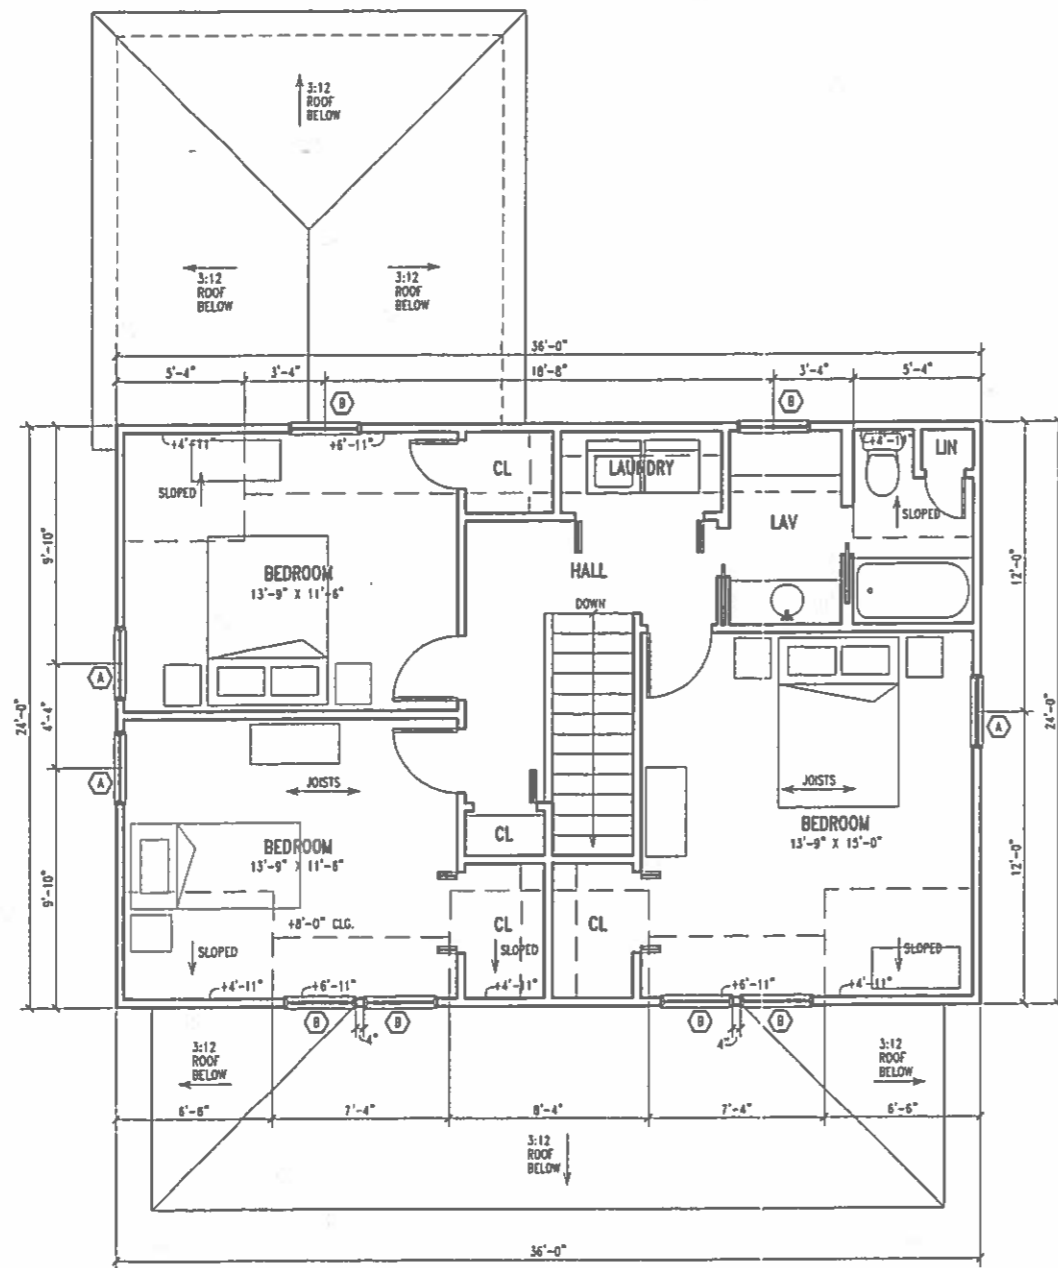 3:12
ROOF
BELOW
3:12
ROOF
BELOW
3:12
ROOF
BELOW
36'-0"
5'-4"
3'-4"
18'-8"
3'-4"
5'-4"
B
B
+4'-11"
+6'-11"
+4'-11"
LIN
CL
LAUNDRY
SLOPED
LAV
SLOPED
9'-10"
12'-0"
BEDROOM
13'-9" X 11'-6"
HALL
DOWN
A
24'-0"
4'-4"
24'-0"
A
A
JOISTS
JOISTS
BEDROOM
13'-9" X 15'-0"
CL
BEDROOM
13'-9" X 11'-6"
9'-10"
12'-0"
+8'-0" CLG.
CL
CL
SLOPED
SLOPED
SLOPED
+4'-11"
+6'-11"
+4'-11"
+6'-11"
+4'-11"
B
B
B
B
4"
4"
3:12
ROOF
BELOW
3:12
ROOF
BELOW
6'-6"
7'-4"
8'-4"
7'-4"
6'-6"
3:12
ROOF
BELOW
36'-0"